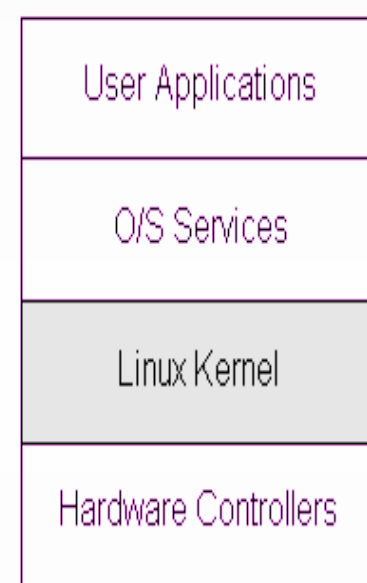 User Applications
O/S Services
Linux Kernel
Hardware Controllers